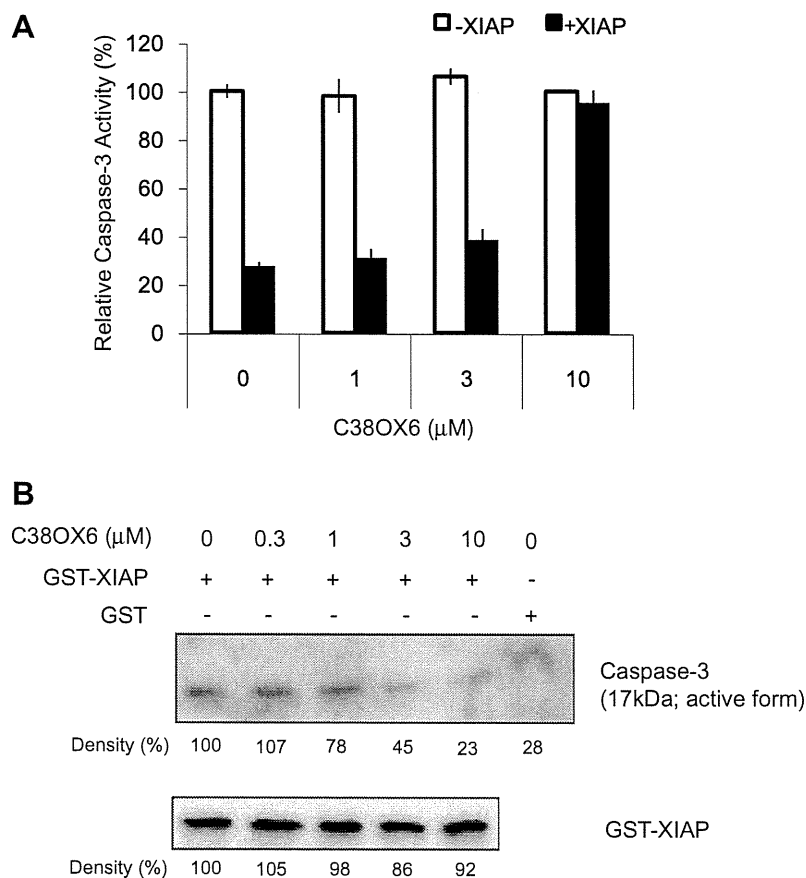 A
-XIAP +XIAP
Relative Caspase-3 Activity (%)
120
100
80
60
40
20
0
0 1 3 10
C38OX6 (μM)
B
C38OX6 (μM) 0 0.3 1 3 10 0
GST-XIAP + + + + + -
GST - - - - - +
Caspase-3
(17kDa; active form)
Density (%) 100 107 78 45 23 28
GST-XIAP
Density (%) 100 105 98 86 92